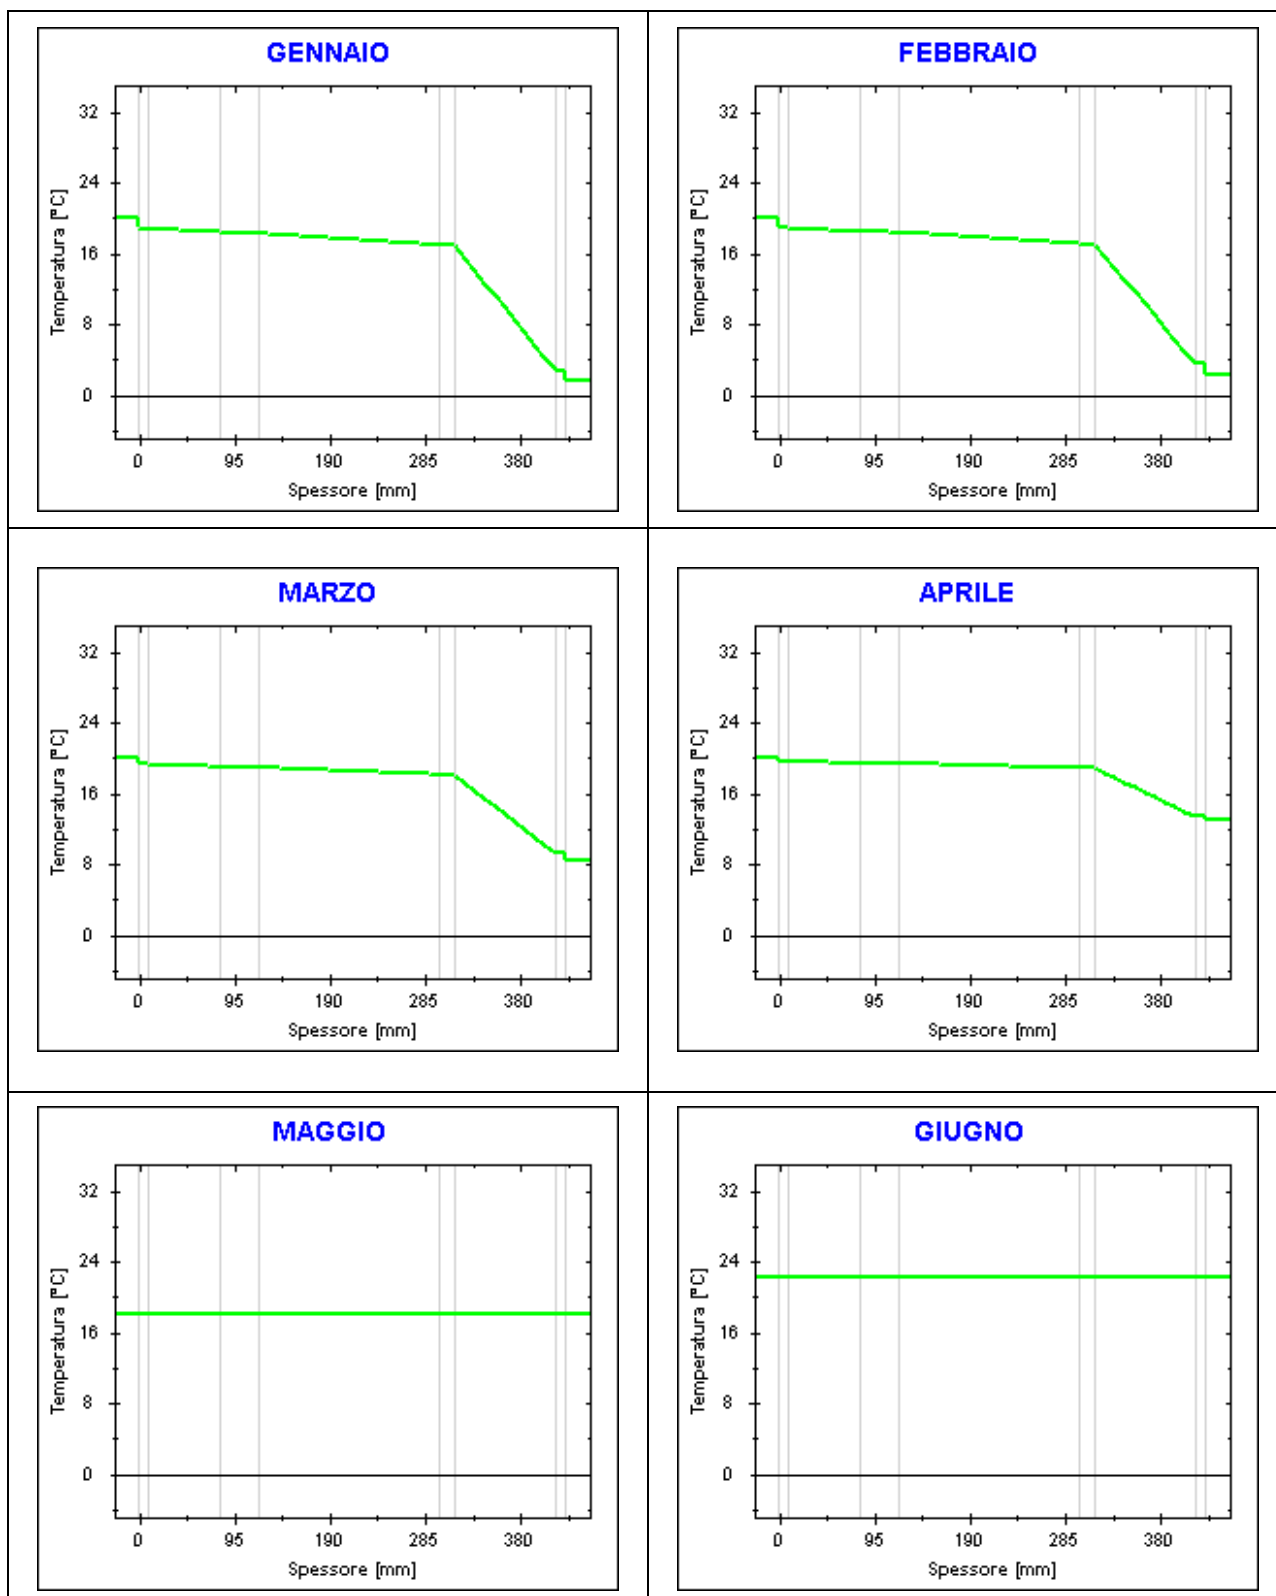 GENNAIO
32
24
16
8
0
Temperatura [°C]
0 95 190 285 380
Spessore [mm]
FEBBRAIO
32
24
16
8
0
Temperatura [°C]
0 95 190 285 380
Spessore [mm]
MARZO
32
24
16
8
0
Temperatura [°C]
0 95 190 285 380
Spessore [mm]
APRILE
32
24
16
8
0
Temperatura [°C]
0 95 190 285 380
Spessore [mm]
MAGGIO
32
24
16
8
0
Temperatura [°C]
0 95 190 285 380
Spessore [mm]
GIUGNO
32
24
16
8
0
Temperatura [°C]
0 95 190 285 380
Spessore [mm]